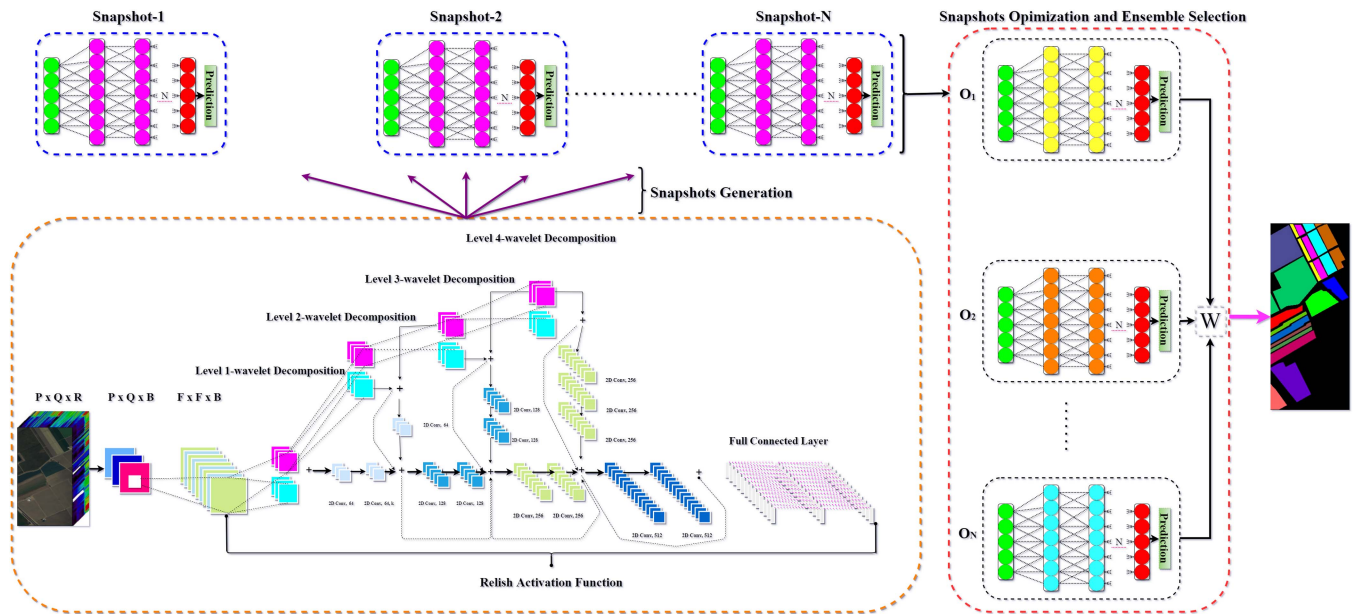 Snapshot-1
Snapshot-2
Snapshot-N
Snapshots Opimization and Ensemble Selection
N
Prediction
N
Prediction
N
Prediction
O1
N
Prediction
Snapshots Generation
Level 4-wavelet Decomposition
Level 3-wavelet Decomposition
Level 2-wavelet Decomposition
Level 1-wavelet Decomposition
O2
N
Prediction
W
P x Q x R
P x Q x B
F x F x B
+
+
+
2D Conv, 256
2D Conv, 256
2D Conv, 256
2D Conv, 128
2D Conv, 128
2D Conv, 64
Full Connected Layer
+
+
+
+
+
2D Conv, 64
2D Conv, 64, S.
2D Conv, 128
2D Conv, 128
2D Conv, 256
2D Conv, 256
2D Conv, 512
2D Conv, 512
ON
N
Prediction
Relish Activation Function